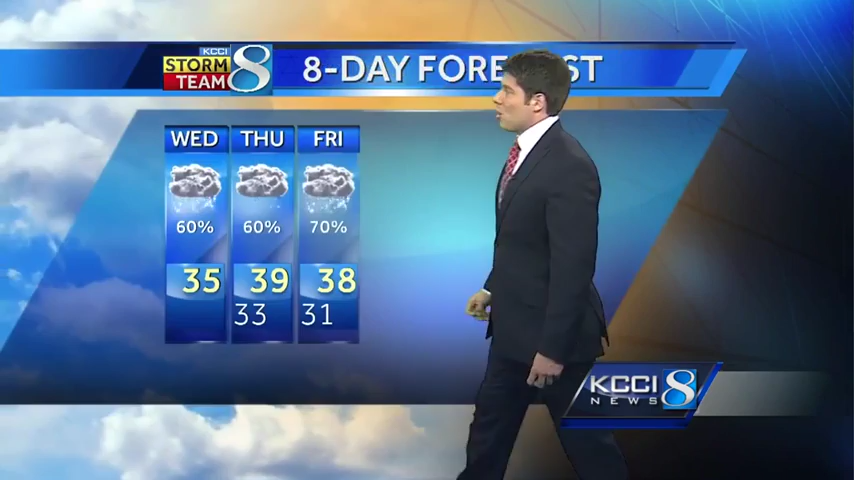 KCCI
STORM
TEAM 8
8-DAY FORE ST
WED THU FRI
60% 60% 70%
35 39 38
33 31
KCCI 8
NEWS